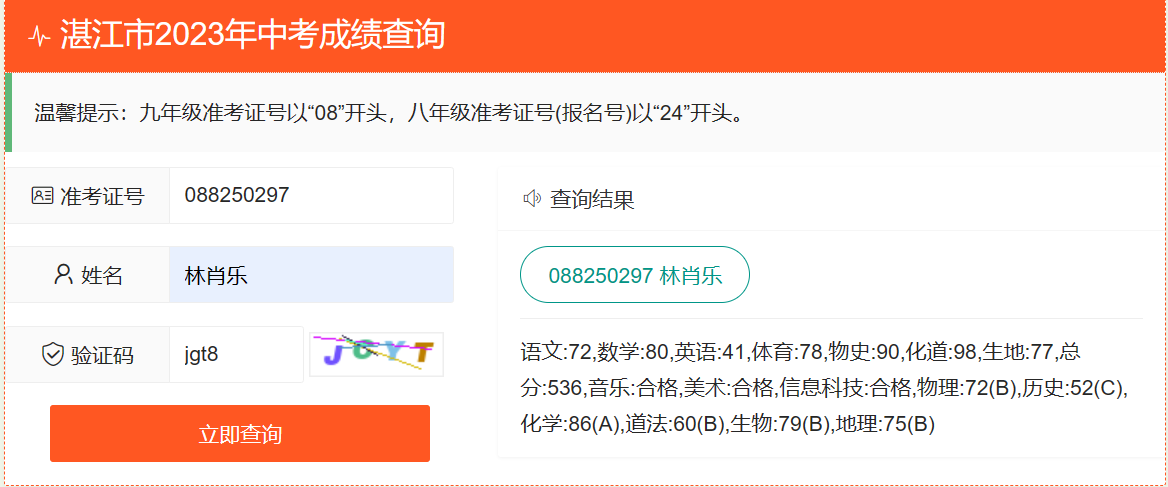 湛江市2023年中考成绩查询
温馨提示：九年级准考证号以“08”开头，八年级准考证号(报名号)以“24”开头。
准考证号 088250297
姓名 林肖乐
验证码 jgt8
立即查询
查询结果
088250297 林肖乐
语文:72,数学:80,英语:41,体育:78,物史:90,化道:98,生地:77,总
分:536,音乐:合格,美术:合格,信息科技:合格,物理:72(B),历史:52(C),
化学:86(A),道法:60(B),生物:79(B),地理:75(B)